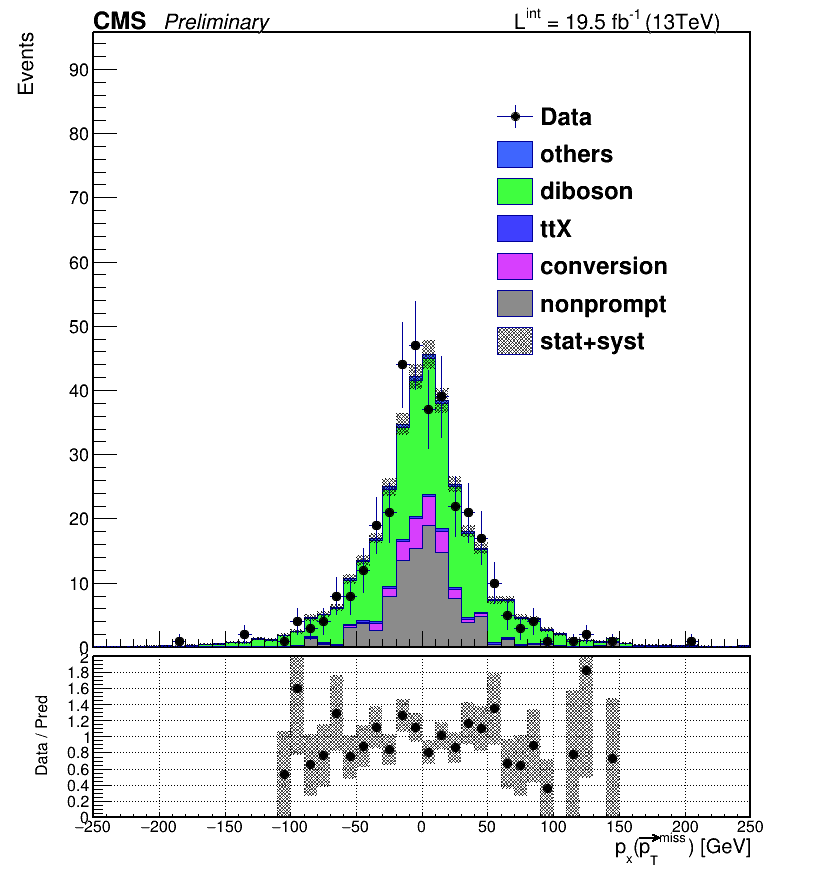 CMS Preliminary L^int = 19.5 fb^-1 (13TeV)
Events
90
80
70
60
50
40
30
20
10
0
Data
others
diboson
ttX
conversion
nonprompt
stat+syst
Data / Pred
2
1.8
1.6
1.4
1.2
1
0.8
0.6
0.4
0.2
0
−250 −200 −150 −100 −50 0 50 100 150 200 250
p_x(p_T^miss) [GeV]